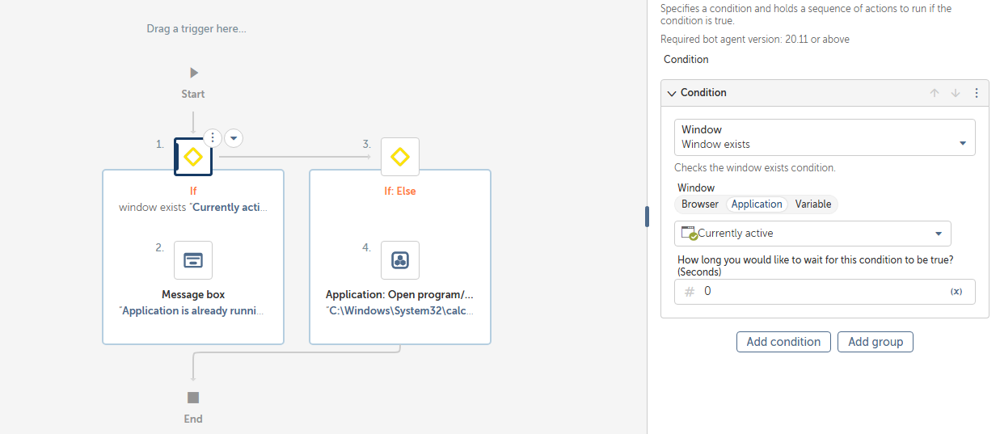 Drag a trigger here...
Start
1.
If
window exists "Currently acti...
2.
Message box
"Application is already runni...
3.
If: Else
4.
Application: Open program/...
"C:\Windows\System32\calc...
End
Specifies a condition and holds a sequence of actions to run if the
condition is true.
Required bot agent version: 20.11 or above
Condition
Condition
Window
Window exists
Checks the window exists condition.
Window
Browser Application Variable
Currently active
How long you would like to wait for this condition to be true?
(Seconds)
# 0 (x)
Add condition Add group